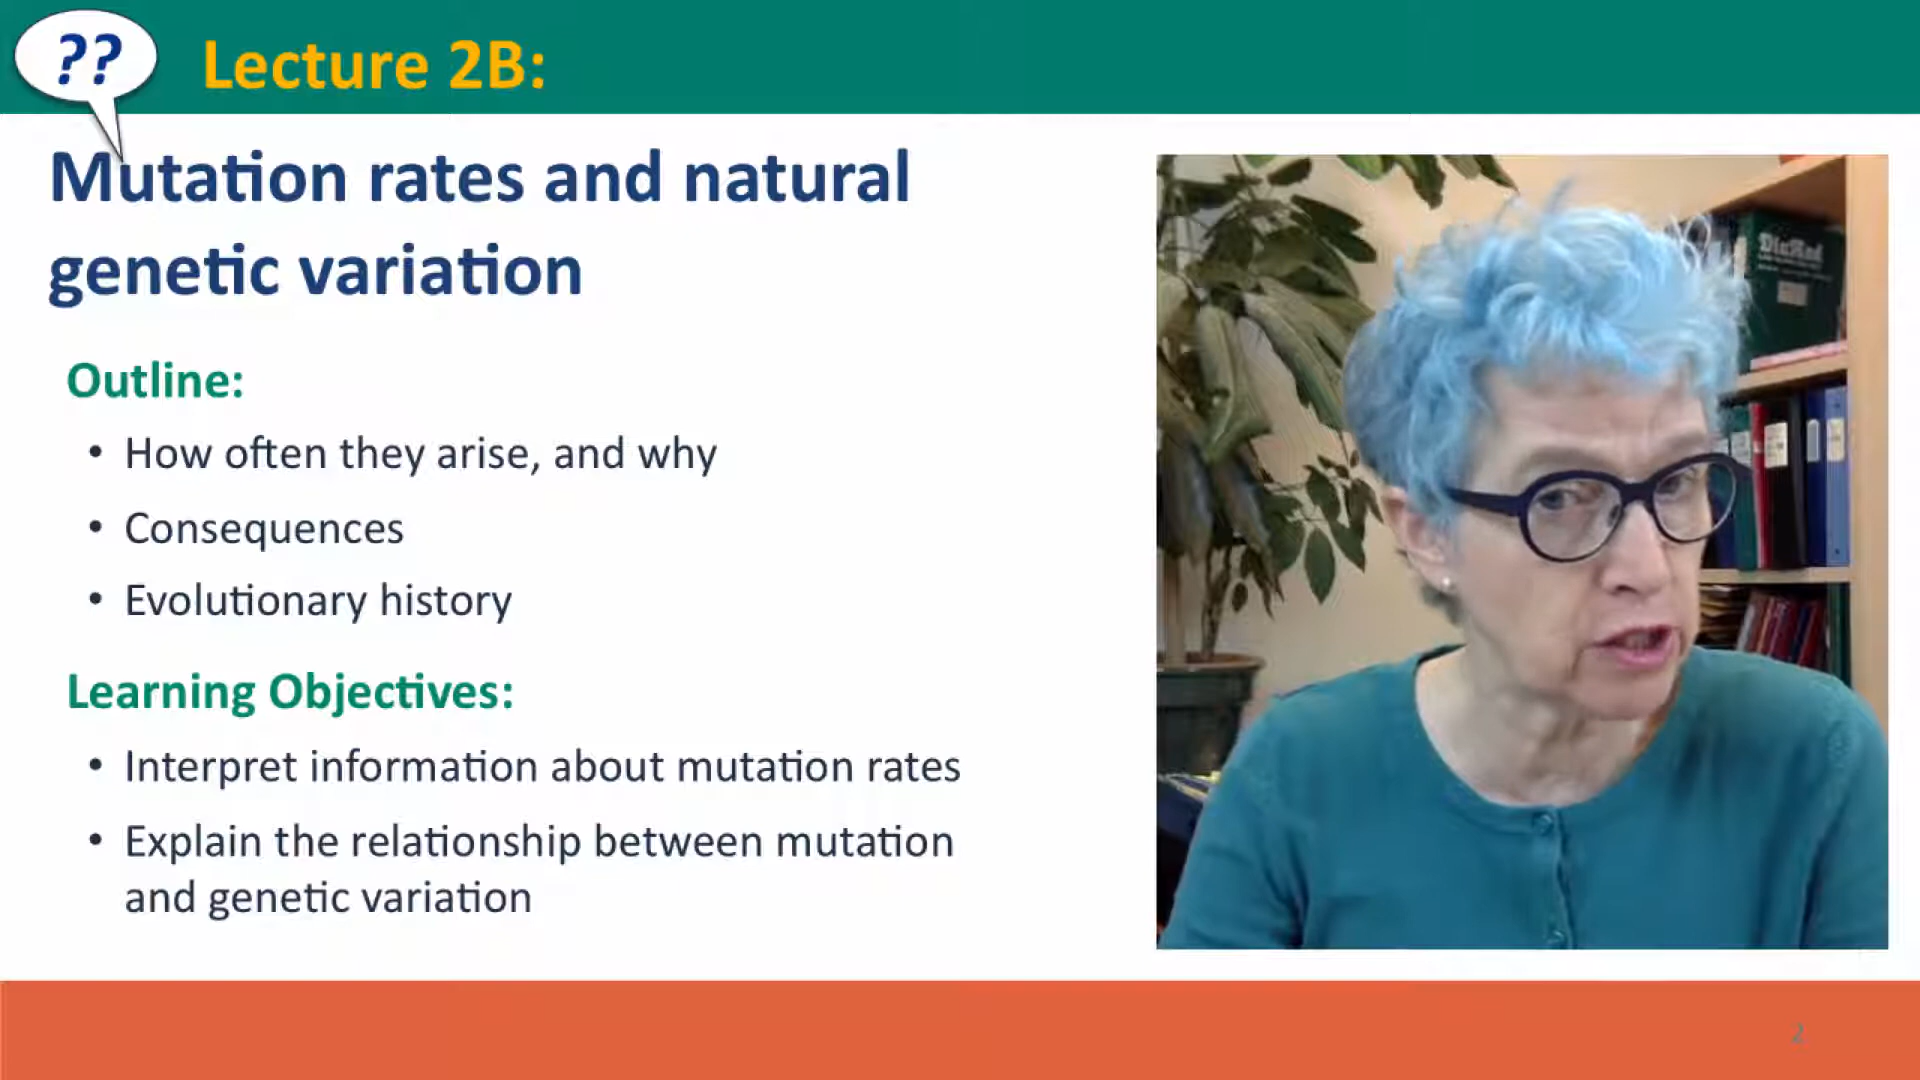 ??
Lecture 2B:
Mutation rates and natural
genetic variation
Outline:
• How often they arise, and why
• Consequences
• Evolutionary history
Learning Objectives:
• Interpret information about mutation rates
• Explain the relationship between mutation
and genetic variation
2